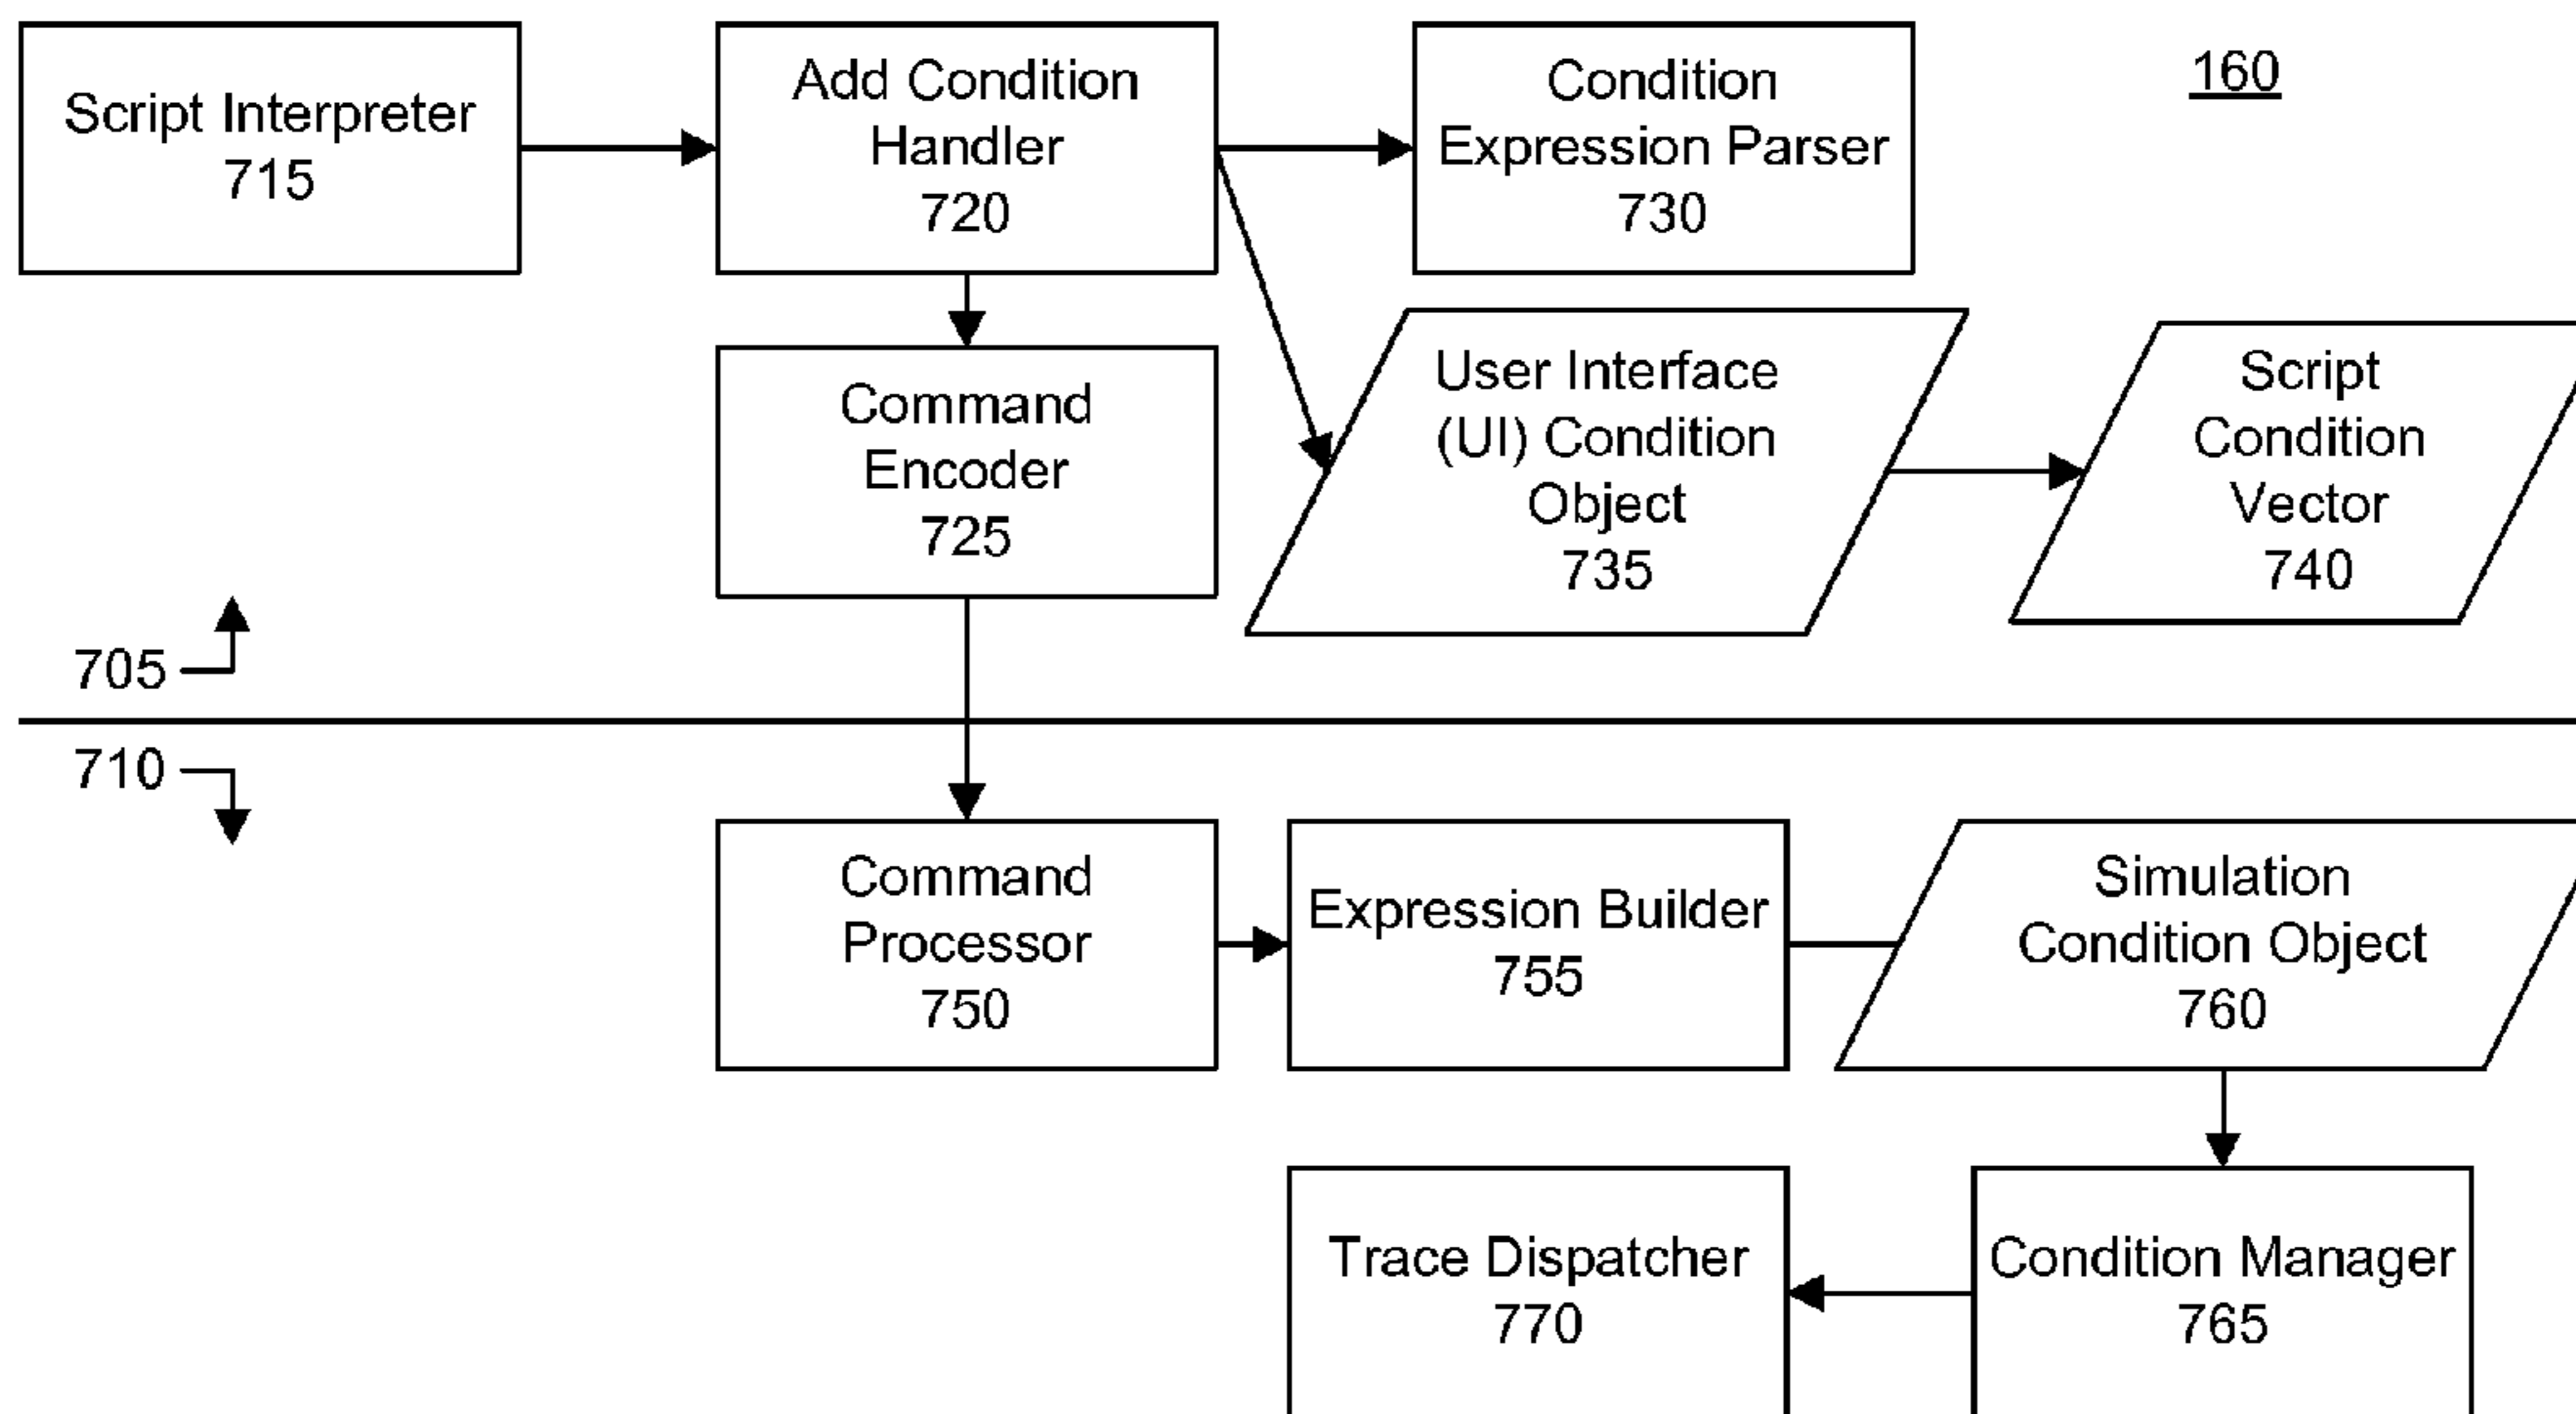 Script Interpreter
715
Add Condition
Handler
720
Condition
Expression Parser
730
160
Command
Encoder
725
User Interface
(UI) Condition
Object
735
Script
Condition
Vector
740
705
710
Command
Processor
750
Expression Builder
755
Simulation
Condition Object
760
Trace Dispatcher
770
Condition Manager
765